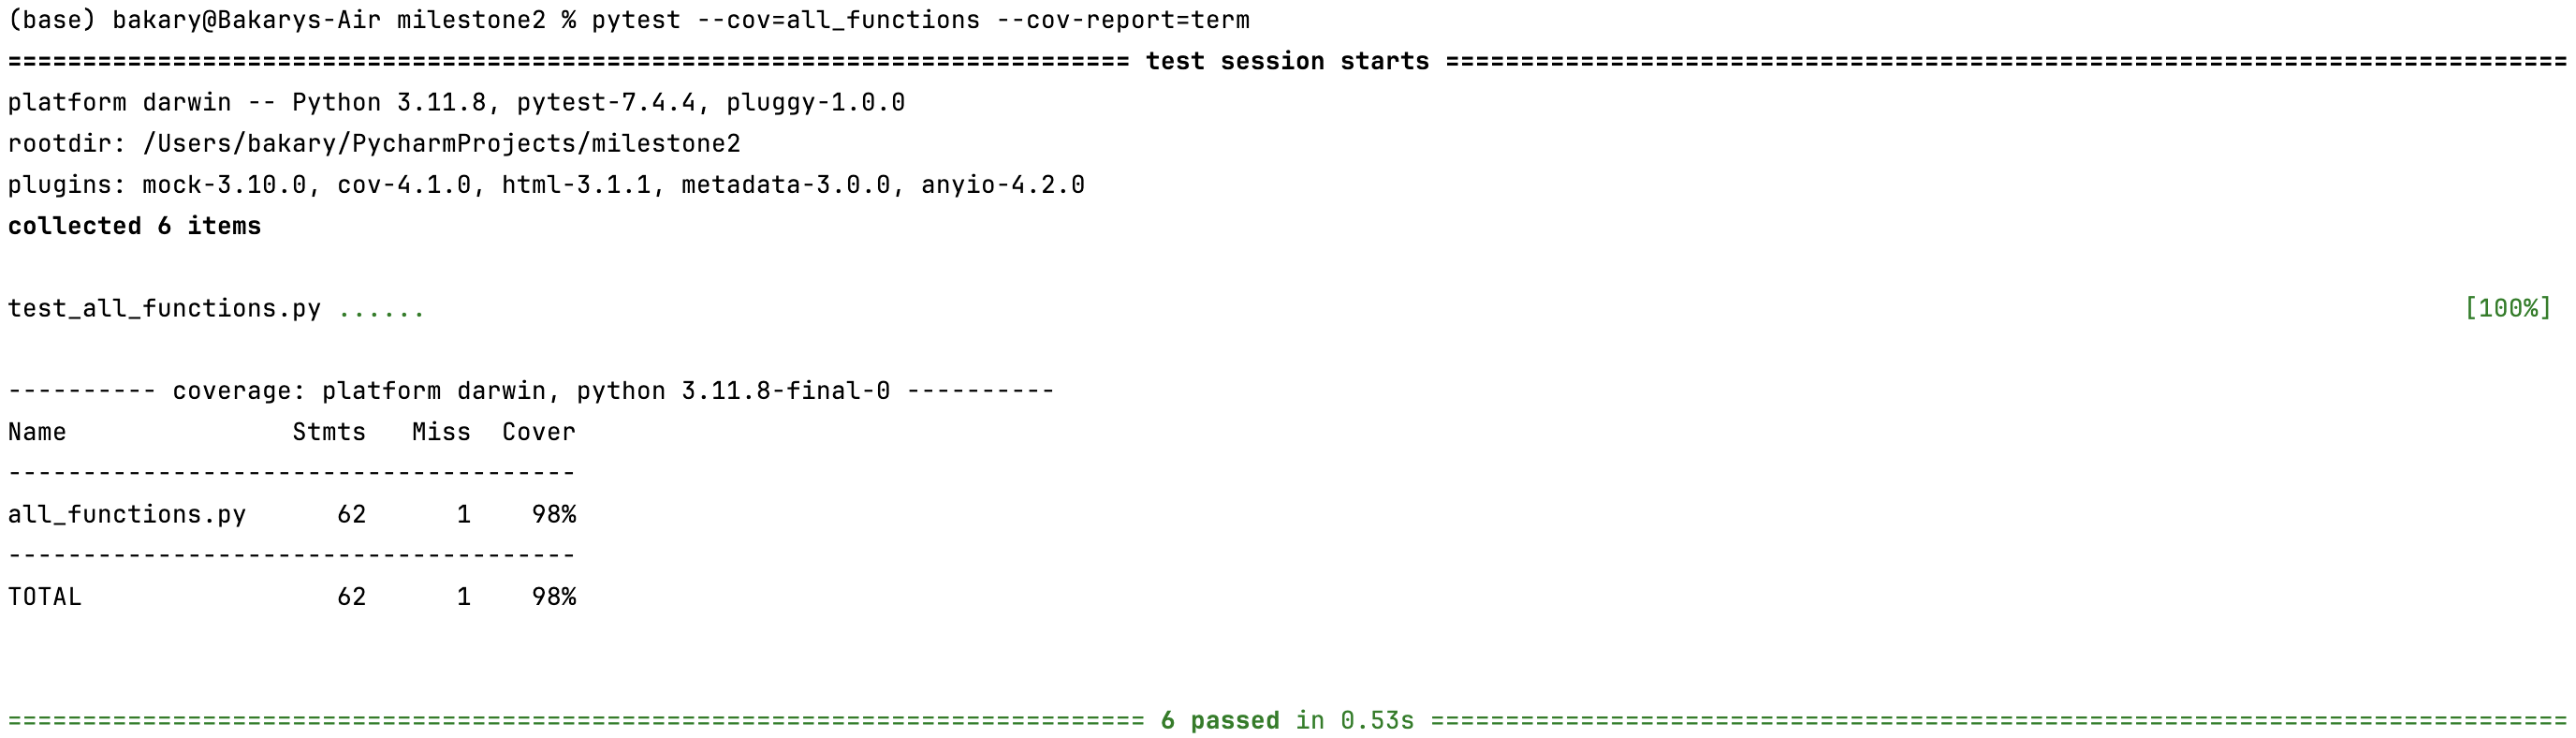 (base) bakary@Bakarys-Air milestone2 % pytest --cov=all_functions --cov-report=term
=========================================================================== test session starts ===========================================================================
platform darwin -- Python 3.11.8, pytest-7.4.4, pluggy-1.0.0
rootdir: /Users/bakary/PycharmProjects/milestone2
plugins: mock-3.10.0, cov-4.1.0, html-3.1.1, metadata-3.0.0, anyio-4.2.0
collected 6 items
test_all_functions.py ...... [100%]
---------- coverage: platform darwin, python 3.11.8-final-0 ----------
Name               Stmts   Miss  Cover
--------------------------------------
all_functions.py      62      1    98%
--------------------------------------
TOTAL                 62      1    98%
============================================================================ 6 passed in 0.53s ============================================================================